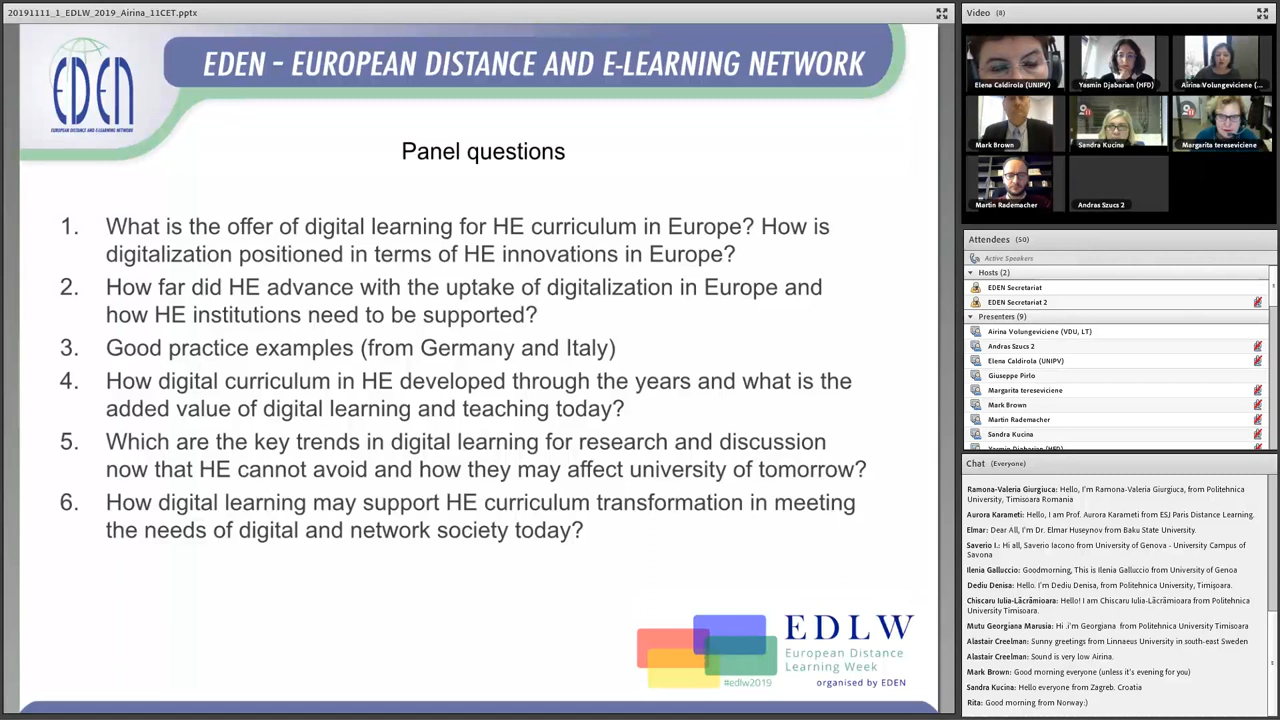 20191111_1_EDLW_2019_Airina_11CET.pptx
EDEN
EUROPEAN DISTANCE AND E-LEARNING NETWORK
EDEN – EUROPEAN DISTANCE AND E-LEARNING NETWORK
Panel questions
1. What is the offer of digital learning for HE curriculum in Europe? How is
digitalization positioned in terms of HE innovations in Europe?
2. How far did HE advance with the uptake of digitalization in Europe and
how HE institutions need to be supported?
3. Good practice examples (from Germany and Italy)
4. How digital curriculum in HE developed through the years and what is the
added value of digital learning and teaching today?
5. Which are the key trends in digital learning for research and discussion
now that HE cannot avoid and how they may affect university of tomorrow?
6. How digital learning may support HE curriculum transformation in meeting
the needs of digital and network society today?
EDLW
European Distance
Learning Week
#edlw2019
organised by EDEN
Video (8)
Elena Caldirola (UNIPV)
Yasmin Djabarian (HFD)
Airina Volungeviciene (...
Mark Brown
Sandra Kucina
Margarita tereseviciene
Martin Rademacher
Andras Szucs 2
Attendees (50)
Active Speakers
Hosts (2)
EDEN Secretariat
EDEN Secretariat 2
Presenters (9)
Airina Volungeviciene (VDU, LT)
Andras Szucs 2
Elena Caldirola (UNIPV)
Giuseppe Pirlo
Margarita tereseviciene
Mark Brown
Martin Rademacher
Sandra Kucina
Yasmin Djabarian (HFD)
Chat (Everyone)
Ramona-Valeria Giurgiuca: Hello, I'm Ramona-Valeria Giurgiuca, from Politehnica
University, Timisoara Romania
Aurora Karameti: Hello, I am Prof. Aurora Karameti from ESJ Paris Distance Learning.
Elmar: Dear All, I'm Dr. Elmar Huseynov from Baku State University.
Saverio I.: Hi all, Saverio Iacono from University of Genova - University Campus of
Savona
Ilenia Galluccio: Goodmorning, This is Ilenia Galluccio from University of Genoa
Dediu Denisa: Hello. I'm Dediu Denisa, from Politehnica University, Timișoara.
Chiscaru Iulia-Lăcrămioara: Hello! I am Chiscaru Iulia-Lăcrămioara from Politehnica
University Timisoara.
Mutu Georgiana Marusia: Hi .i'm Georgiana from Politehnica University Timisoara
Alastair Creelman: Sunny greetings from Linnaeus University in south-east Sweden
Alastair Creelman: Sound is very low Airina.
Mark Brown: Good morning everyone (unless it's evening for you)
Sandra Kucina: Hello everyone from Zagreb. Croatia
Rita: Good morning from Norway:)